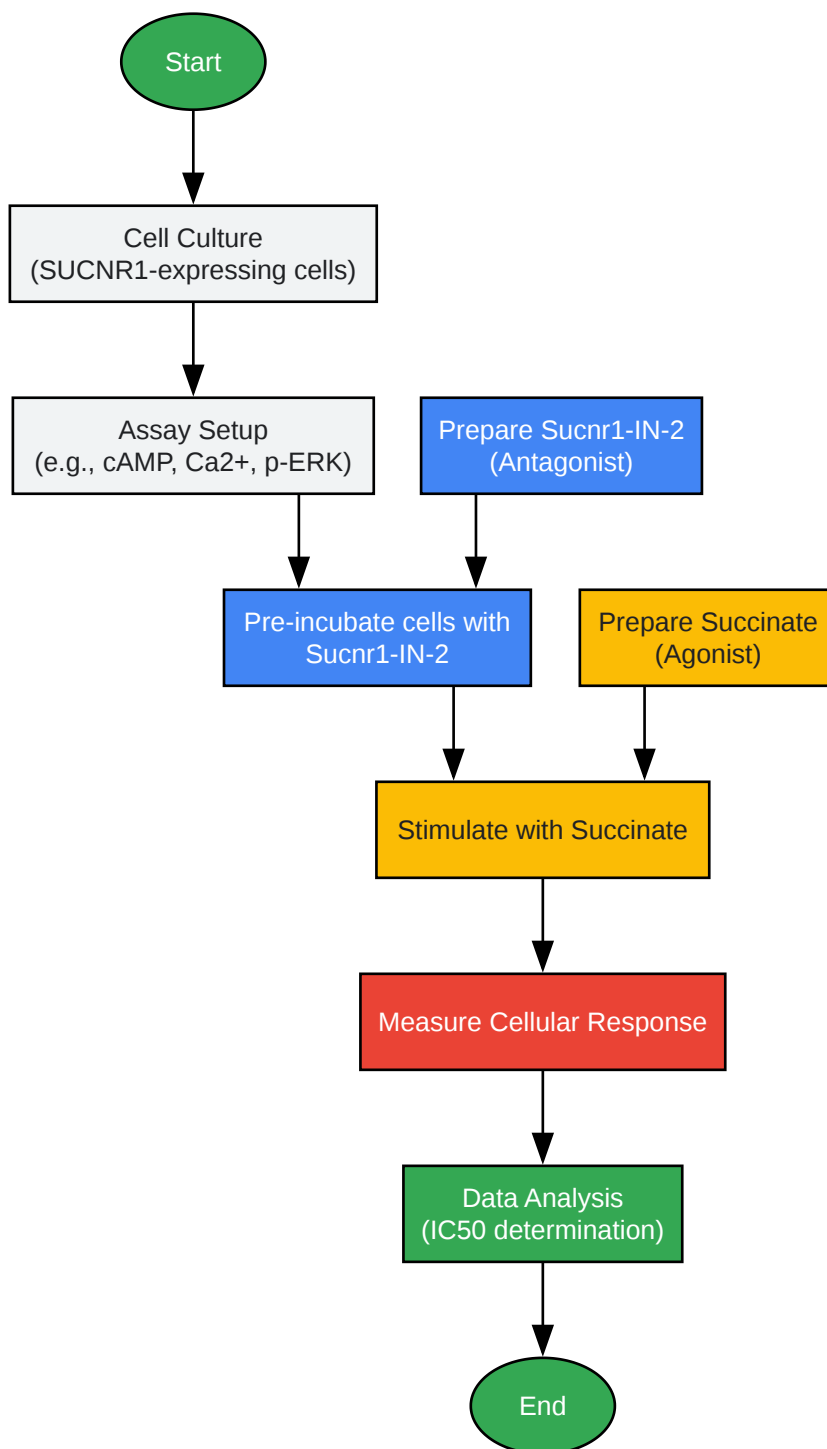 Start
Cell Culture
(SUCNR1-expressing cells)
Assay Setup
(e.g., cAMP, Ca2+, p-ERK)
Prepare Sucnr1-IN-2
(Antagonist)
Pre-incubate cells with
Sucnr1-IN-2
Prepare Succinate
(Agonist)
Stimulate with Succinate
Measure Cellular Response
Data Analysis
(IC50 determination)
End